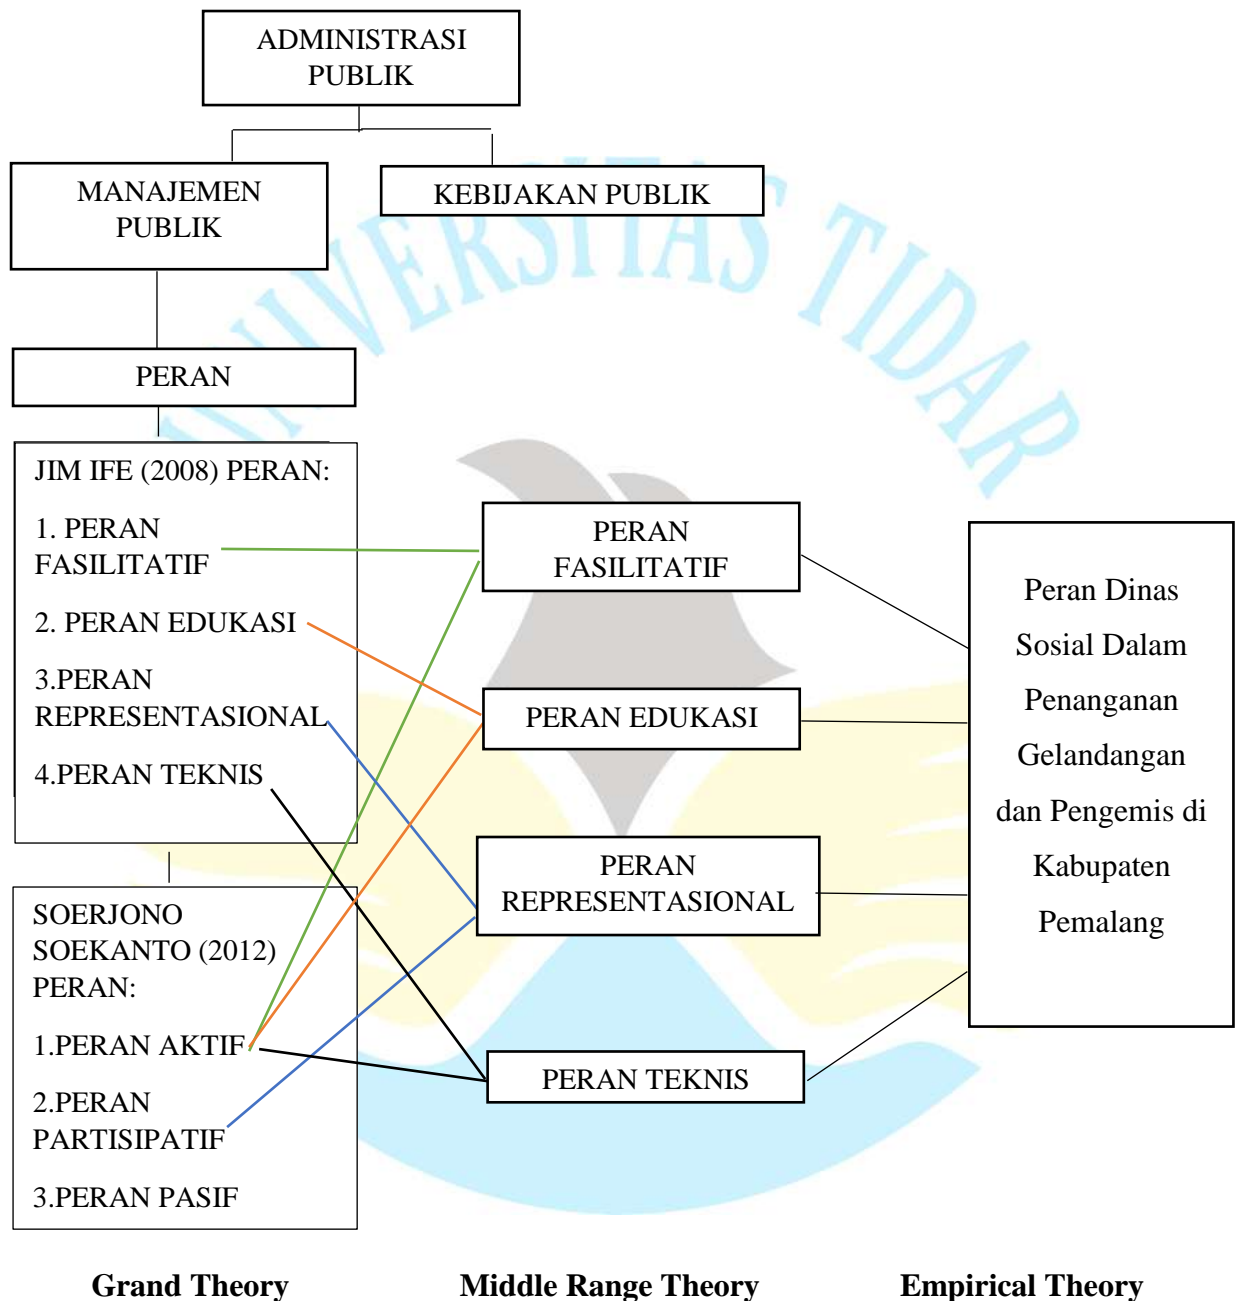 ADMINISTRASI
PUBLIK
MANAJEMEN
PUBLIK
KEBIJAKAN PUBLIK
UNIVERSITAS TIDAR
PERAN
JIM IFE (2008) PERAN:
1. PERAN
FASILITATIF
2. PERAN EDUKASI
3.PERAN
REPRESENTASIONAL
4.PERAN TEKNIS
SOERJONO
SOEKANTO (2012)
PERAN:
1.PERAN AKTIF
2.PERAN
PARTISIPATIF
3.PERAN PASIF
PERAN
FASILITATIF
PERAN EDUKASI
PERAN
REPRESENTASIONAL
PERAN TEKNIS
Peran Dinas
Sosial Dalam
Penanganan
Gelandangan
dan Pengemis di
Kabupaten
Pemalang
Grand Theory
Middle Range Theory
Empirical Theory